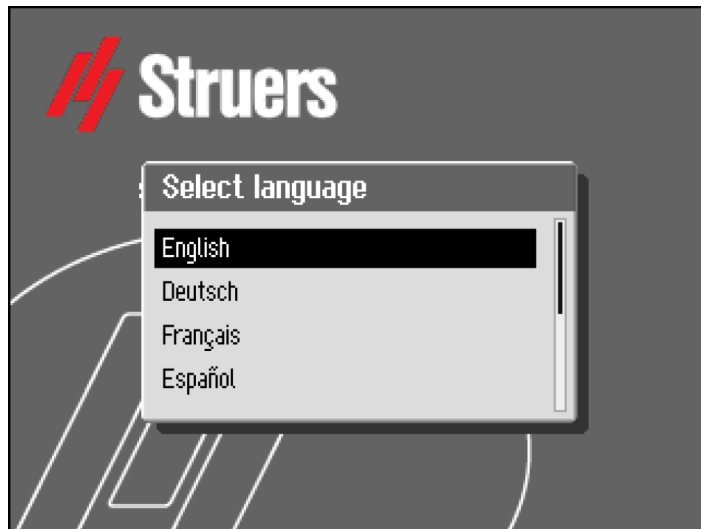 Struers
Select language
English
Deutsch
Français
Español